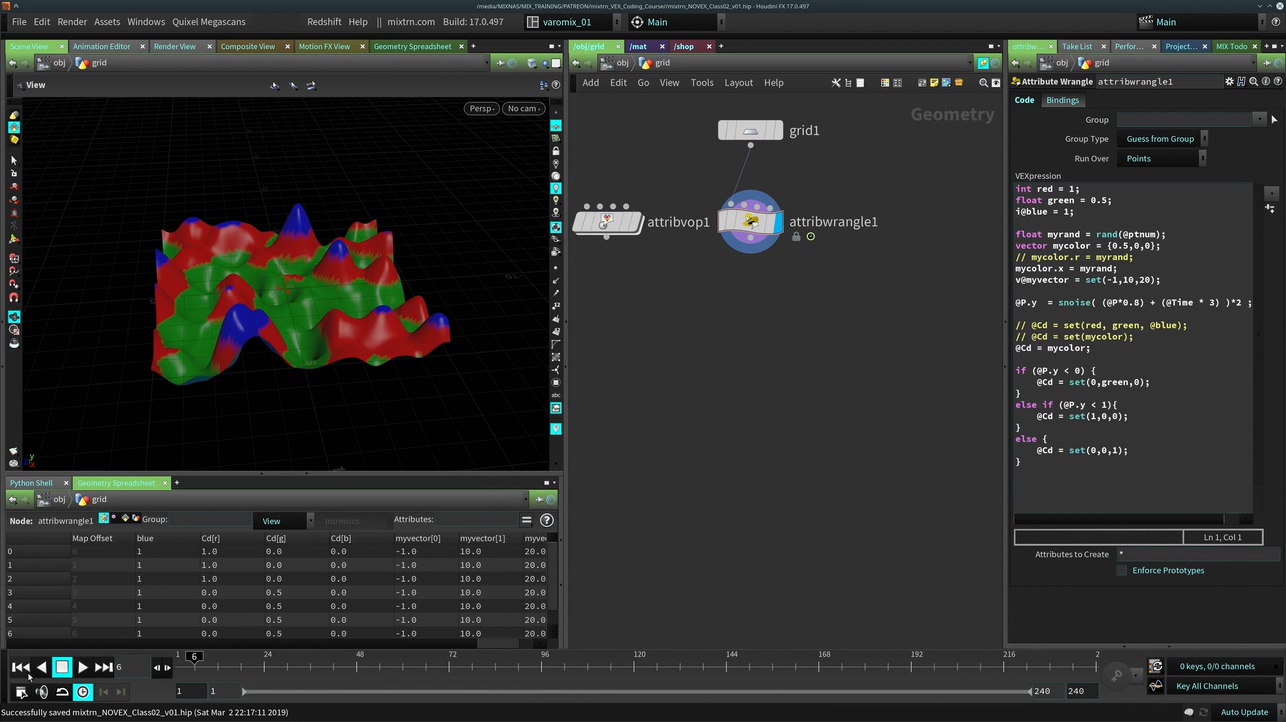 /media/MIXNAS/MIX_TRAINING/PATREON/mixtrn_VEX_Coding_Course//mixtrn_NOVEX_Class02_v01.hip - Houdini FX 17.0.497
File Edit Render Assets Windows Quixel Megascans Redshift Help | mixtrn.com Build: 17.0.497 varomix_01 Main Main
Scene View Animation Editor Render View Composite View Motion FX View Geometry Spreadsheet
obj grid
View
Persp No cam
abc
Python Shell Geometry Spreadsheet
obj grid
Node: attribwrangle1 Group: View Intrinsics Attributes:
Map Offset blue Cd[r] Cd[g] Cd[b] myvector[0] myvector[1] myve
0 0 1 1.0 0.0 0.0 -1.0 10.0 20.0
1 1 1 1.0 0.0 0.0 -1.0 10.0 20.0
2 2 1 1.0 0.0 0.0 -1.0 10.0 20.0
3 3 1 0.0 0.5 0.0 -1.0 10.0 20.0
4 4 1 0.0 0.5 0.0 -1.0 10.0 20.0
5 5 1 0.0 0.5 0.0 -1.0 10.0 20.0
6 6 1 0.0 0.5 0.0 -1.0 10.0 20.0
/obj/grid /mat /shop
obj grid
Add Edit Go View Tools Layout Help
Geometry
grid1
attribvop1
attribwrangle1
attribw... Take List Perfor... Project... MIX Todo
obj grid
Attribute Wrangle attribwrangle1
Code Bindings
Group
Group Type Guess from Group
Run Over Points
VEXpression
int red = 1;
float green = 0.5;
i@blue = 1;
float myrand = rand(@ptnum);
vector mycolor = {0.5,0,0};
// mycolor.r = myrand;
mycolor.x = myrand;
v@myvector = set(-1,10,20);
@P.y  = snoise( (@P*0.8) + (@Time * 3) )*2 ;
// @Cd = set(red, green, @blue);
// @Cd = set(mycolor);
@Cd = mycolor;
if (@P.y < 0) {
@Cd = set(0,green,0);
}
else if (@P.y < 1){
@Cd = set(1,0,0);
}
else {
@Cd = set(0,0,1);
}
Ln 1, Col 1
Attributes to Create *
Enforce Prototypes
6 1 6 24 48 72 96 120 144 168 192 216 2
0 keys, 0/0 channels
1 1 240 240 Key All Channels
Successfully saved mixtrn_NOVEX_Class02_v01.hip (Sat Mar 2 22:17:11 2019) Auto Update